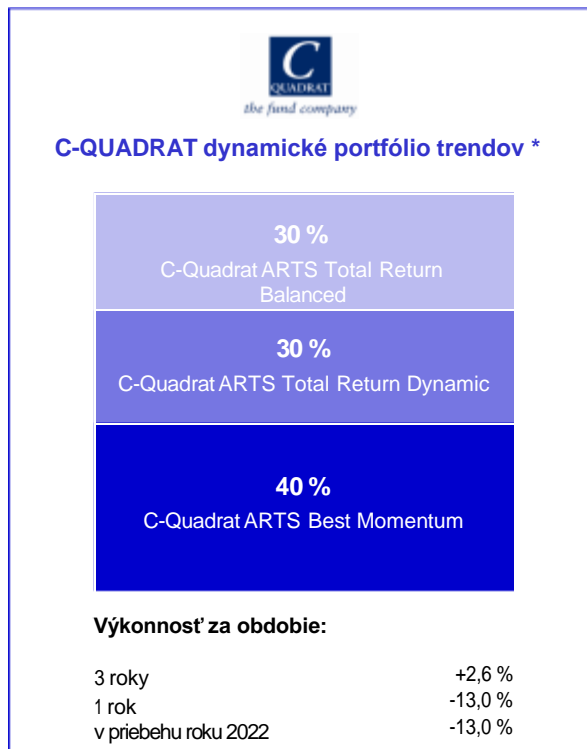 C
QUADRAT
the fund company
C-QUADRAT dynamické portfólio trendov *
30 %
C-Quadrat ARTS Total Return
Balanced
30 %
C-Quadrat ARTS Total Return Dynamic
40 %
C-Quadrat ARTS Best Momentum
Výkonnosť za obdobie:
3 roky +2,6 %
1 rok -13,0 %
v priebehu roku 2022 -13,0 %